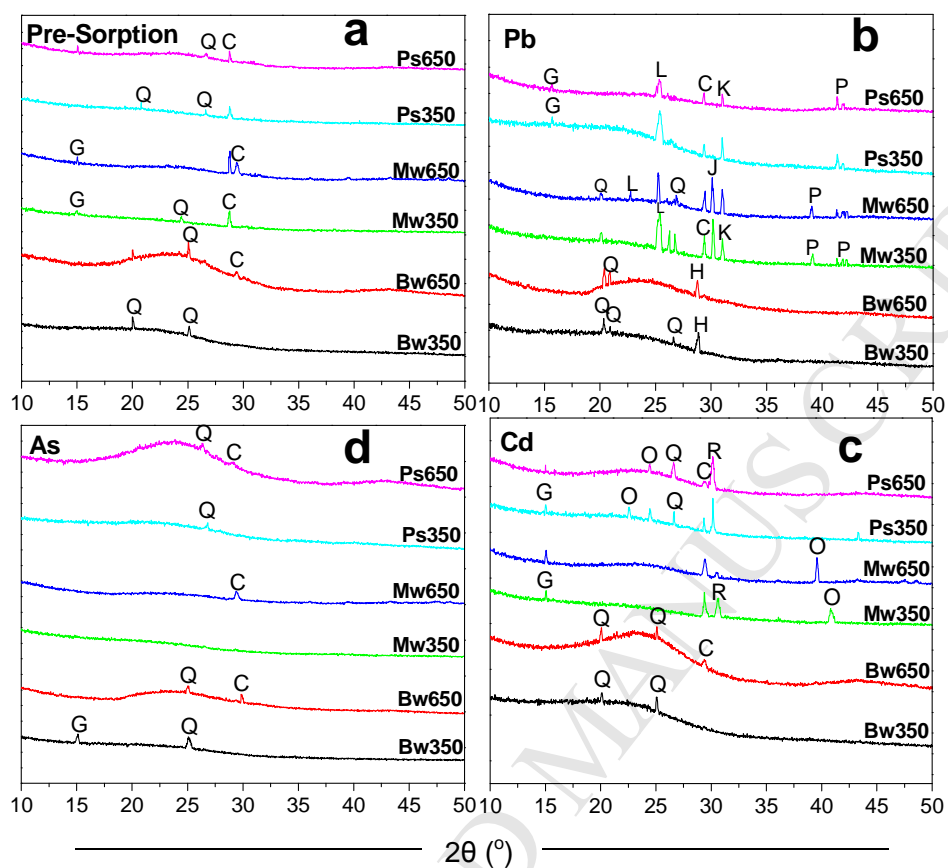 Pre-Sorption a
Q C
Ps650
Q Q
Ps350
G C
Mw650
G Q C
Mw350
Q C
Bw650
Q Q
Bw350
10 15 20 25 30 35 40 45 50
Pb b
G L C K P
Ps650
G
Ps350
Q L Q J P
Mw650
L C K P P
Mw350
Q H
Bw650
Q Q Q H
Bw350
10 15 20 25 30 35 40 45 50
As d
Q C
Ps650
Q
Ps350
C
Mw650
Mw350
Q C
Bw650
G Q
Bw350
10 15 20 25 30 35 40 45 50
Cd c
O Q C R
Ps650
G O Q
Ps350
O
Mw650
G R O
Mw350
Q Q C
Bw650
Q Q
Bw350
10 15 20 25 30 35 40 45 50
2θ (°)
D MANUSCRI